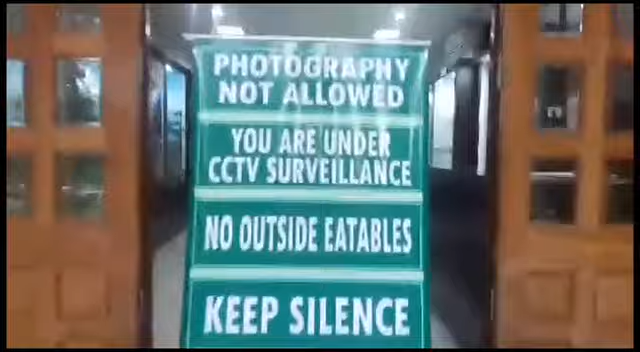 PHOTOGRAPHY
NOT ALLOWED
YOU ARE UNDER
CCTV SURVEILLANCE
NO OUTSIDE EATABLES
KEEP SILENCE